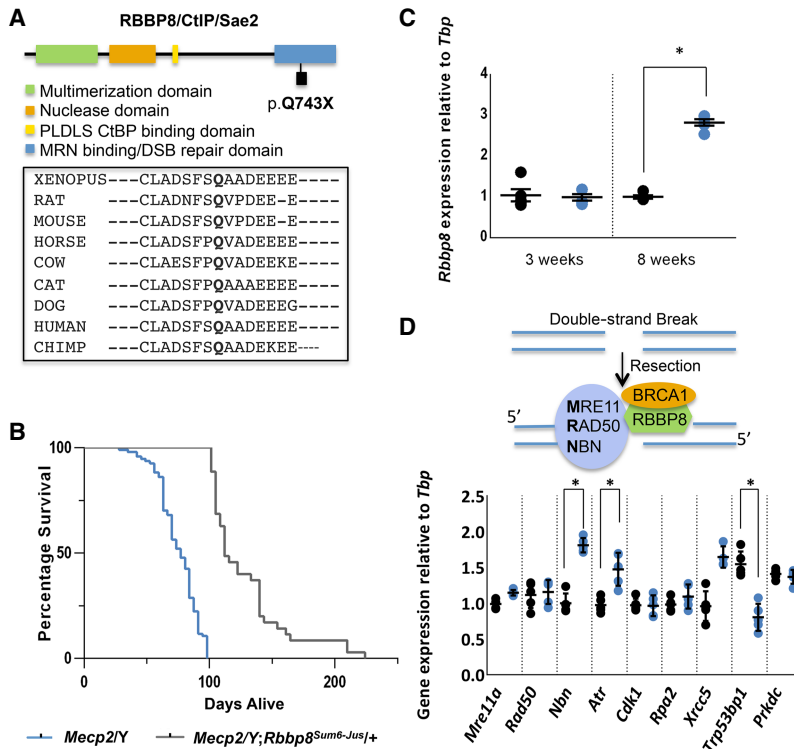 A
RBBP8/CtIP/Sae2
p.Q743X
Multimerization domain
Nuclease domain
PLDLS CtBP binding domain
MRN binding/DSB repair domain
XENOPUS---CLADSFSQAADEEEE-----
RAT ---CLADNFSQVPDEE-E-----
MOUSE ---CLADSFSQVPDEE-E-----
HORSE ---CLADSFPQVADEEEE-----
COW ---CLAESFPQVADEEKE-----
CAT ---CLADSFPQAADEEEE-----
DOG ---CLADSFPQVADEEEG-----
HUMAN ---CLADSFSQAADEEEE-----
CHIMP ---CLADSFSQAADEKEE----
B
Percentage Survival
100
50
0
0
100
200
Days Alive
Mecp2/Y
Mecp2/Y;Rbbp8Sum6-Jus/+
C
Rbbp8 expression relative to Tbp
4
3
2
1
0
*
3 weeks
8 weeks
D
Double-strand Break
Resection
BRCA1
RBBP8
MRE11
RAD50
NBN
5’
5’
Gene expression relative to Tbp
2.5
2.0
1.5
1.0
0.5
0.0
*
*
*
Mre11a
Rad50
Nbn
Atr
Cdk1
Rpa2
Xrcc5
Trp53bp1
Prkdc